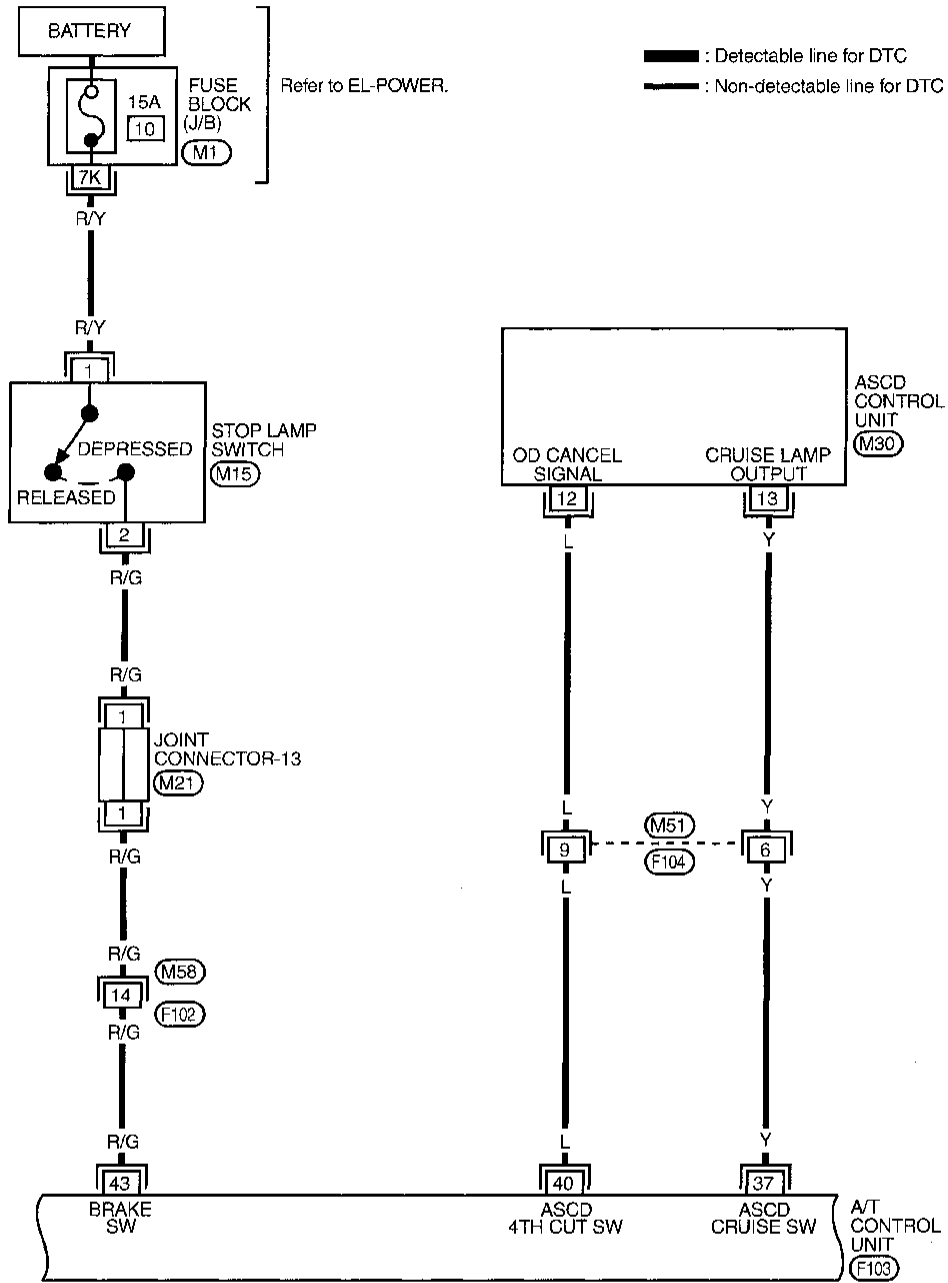 BATTERY
FUSE
BLOCK
(J/B)
M1
15A
10
7K
Refer to EL-POWER.
: Detectable line for DTC
: Non-detectable line for DTC
R/Y
R/Y
1
DEPRESSED
RELEASED
STOP LAMP
SWITCH
M15
2
R/G
R/G
1
JOINT
CONNECTOR-13
M21
1
R/G
R/G
M58
14
F102
R/G
R/G
43
BRAKE
SW
ASCD
CONTROL
UNIT
M30
OD CANCEL
SIGNAL
12
CRUISE LAMP
OUTPUT
13
L
Y
L
Y
9
M51
F104
6
L
Y
L
Y
40
37
ASCD
4TH CUT SW
ASCD
CRUISE SW
A/T
CONTROL
UNIT
F103